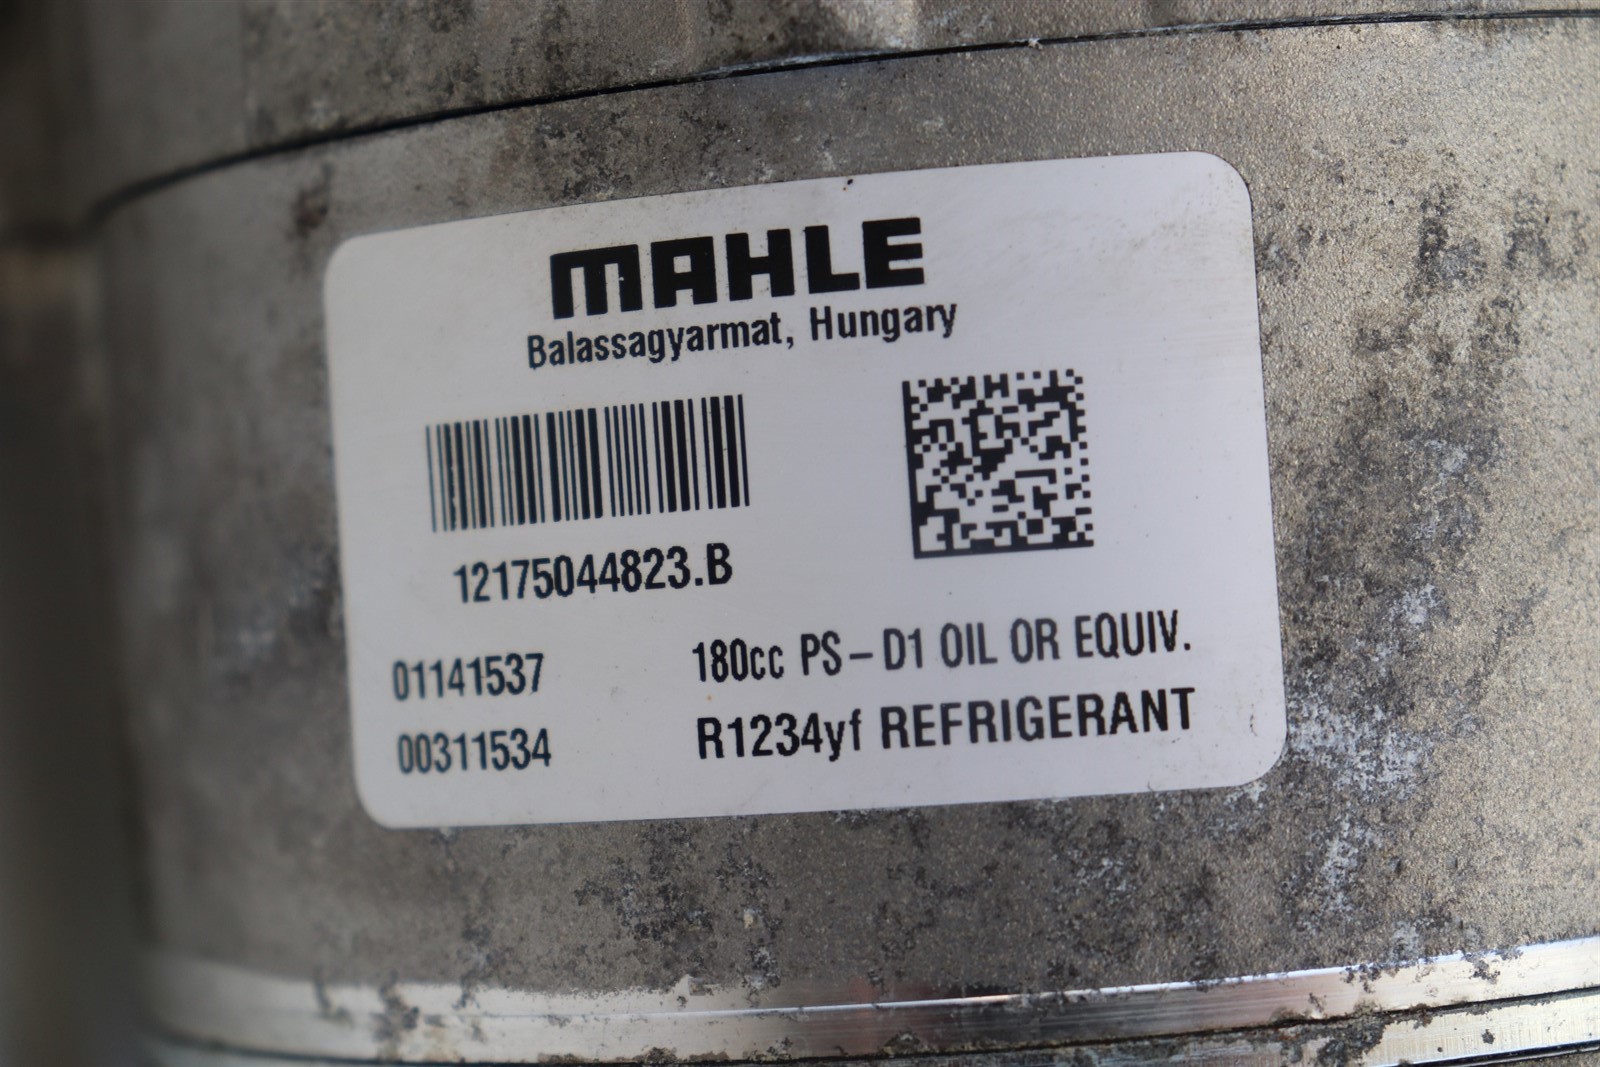 MAHLE
Balassagyarmat, Hungary
12175044823.B
01141537 180cc PS-D1 OIL OR EQUIV.
00311534 R1234yf REFRIGERANT